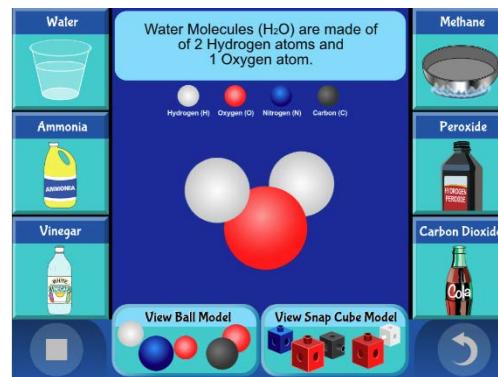 Water
Water Molecules (H₂O) are made of
of 2 Hydrogen atoms and
1 Oxygen atom.
Methane
Hydrogen (H) Oxygen (O) Nitrogen (N) Carbon (C)
Ammonia
AMMONIA
Peroxide
HYDROGEN
PEROXIDE
Vinegar
WHITE
Carbon Dioxide
Cola
View Ball Model
View Snap Cube Model